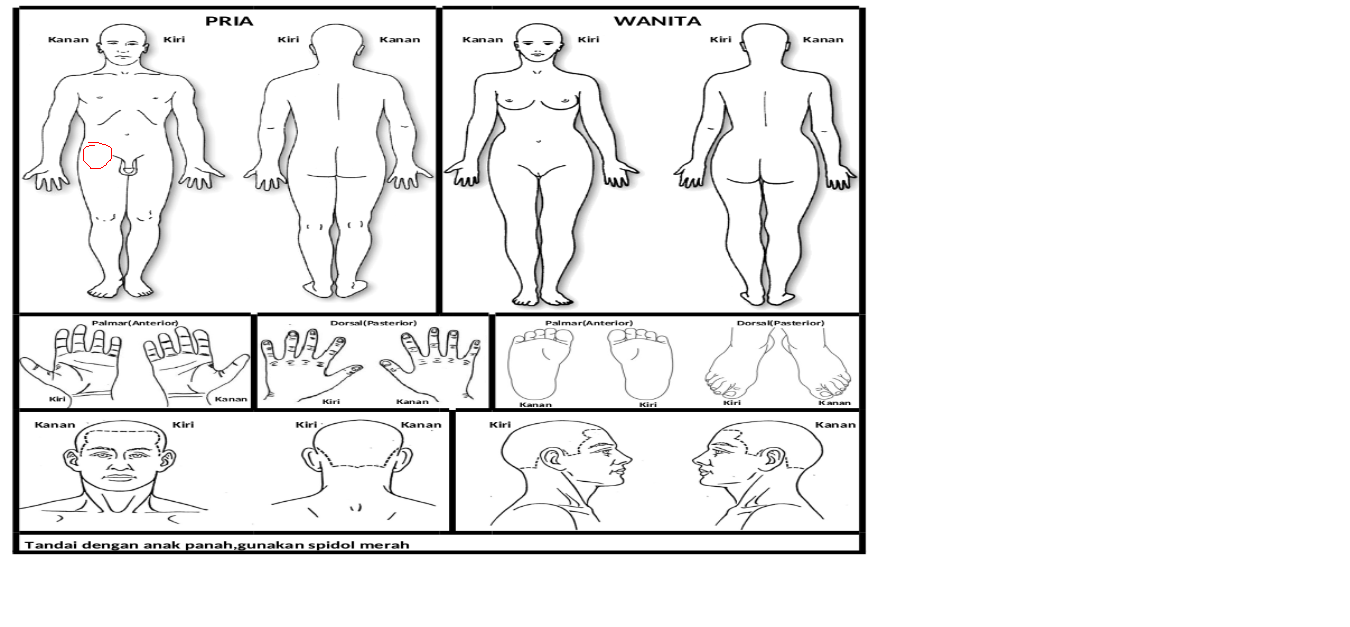 PRIA
Kanan Kiri Kiri Kanan
WANITA
Kanan Kiri Kiri Kanan
Palmar(Anterior)
Kiri Kanan
Dorsal(Pasterior)
Kiri Kanan
Palmar(Anterior) Dorsal(Pasterior)
Kanan Kiri Kiri Kanan
Kanan Kiri Kiri Kanan
Kiri Kanan
Tandai dengan anak panah,gunakan spidol merah